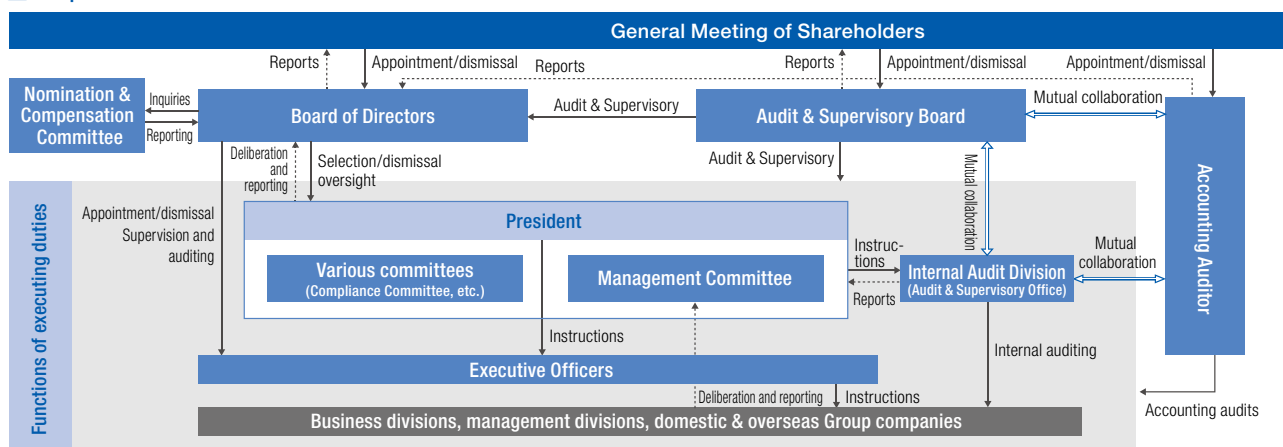 General Meeting of Shareholders
Reports
Appointment/dismissal
Reports
Reports
Appointment/dismissal
Appointment/dismissal
Nomination &
Compensation
Committee
Inquiries
Reporting
Board of Directors
Audit & Supervisory
Audit & Supervisory Board
Mutual collaboration
Accounting Auditor
Deliberation
and
reporting
Selection/dismissal
oversight
Audit & Supervisory
Mutual collaboration
Functions of executing duties
Appointment/dismissal
Supervision and
auditing
President
Various committees
(Compliance Committee, etc.)
Management Committee
Instruc-
tions
Reports
Internal Audit Division
(Audit & Supervisory Office)
Mutual
collaboration
Instructions
Internal auditing
Executive Officers
Deliberation and reporting
Instructions
Accounting audits
Business divisions, management divisions, domestic & overseas Group companies